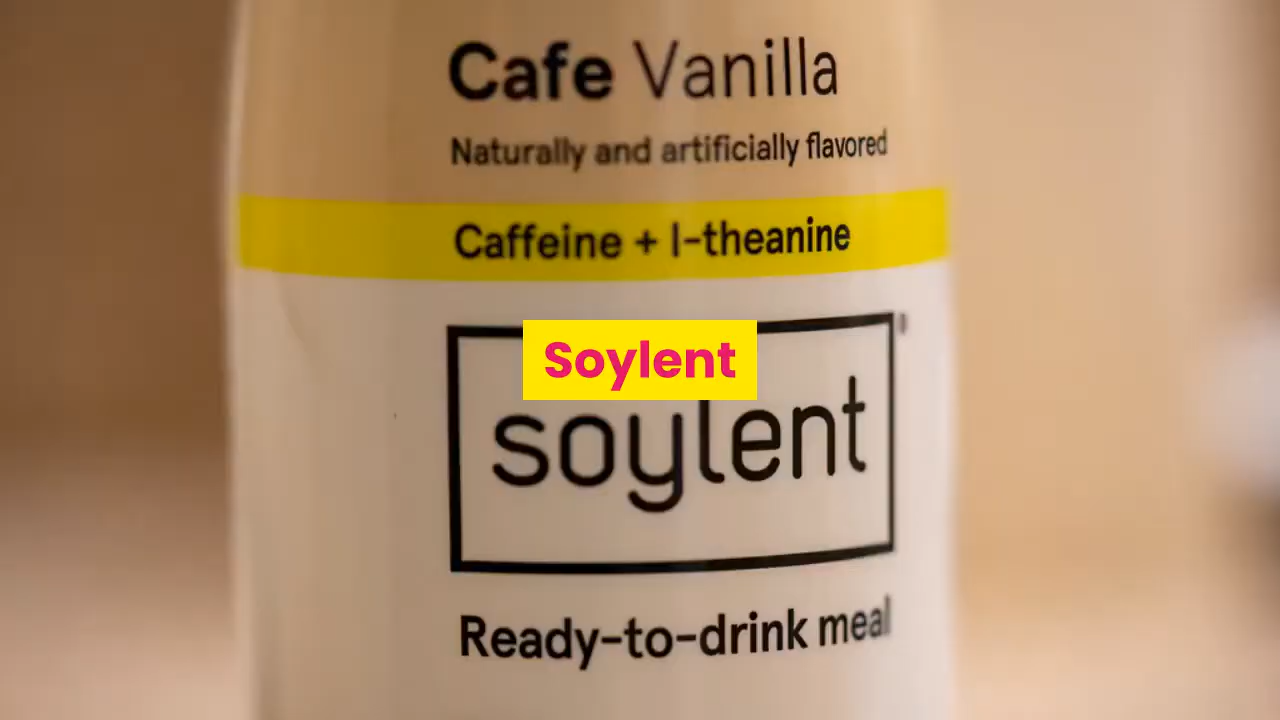 Cafe Vanilla
Naturally and artificially flavored
Caffeine + l-theanine
Soylent
soylent
Ready-to-drink meal